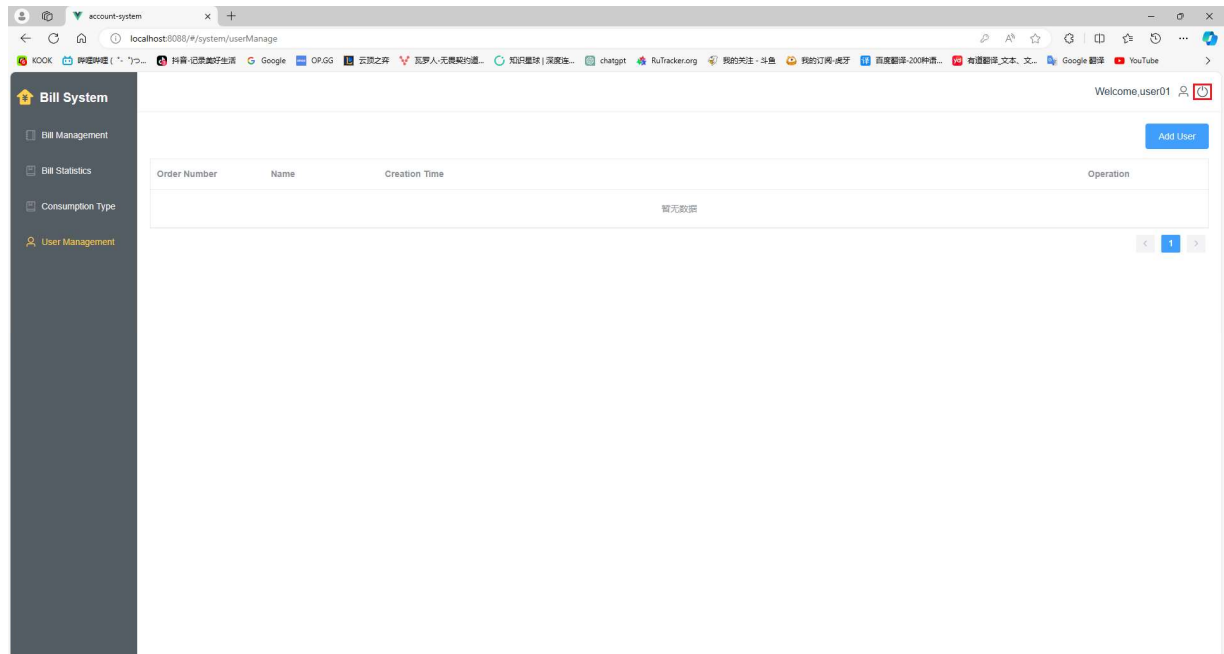 account-system
localhost:8088/#/system/userManage
KOOK 哔哩哔哩 ( ゜- ゜)つ... 抖音-记录美好生活 Google OP.GG 云顶之弈 瓦罗人-无畏契约道... 知识星球 | 深度连... chatgpt RuTracker.org 我的关注 - 斗鱼 我的订阅-虎牙 百度翻译-200种语... 有道翻译_文本、文... Google 翻译 YouTube
Bill System
Welcome,user01
Bill Management
Add User
Bill Statistics
Order Number Name Creation Time Operation
Consumption Type
暂无数据
User Management
1